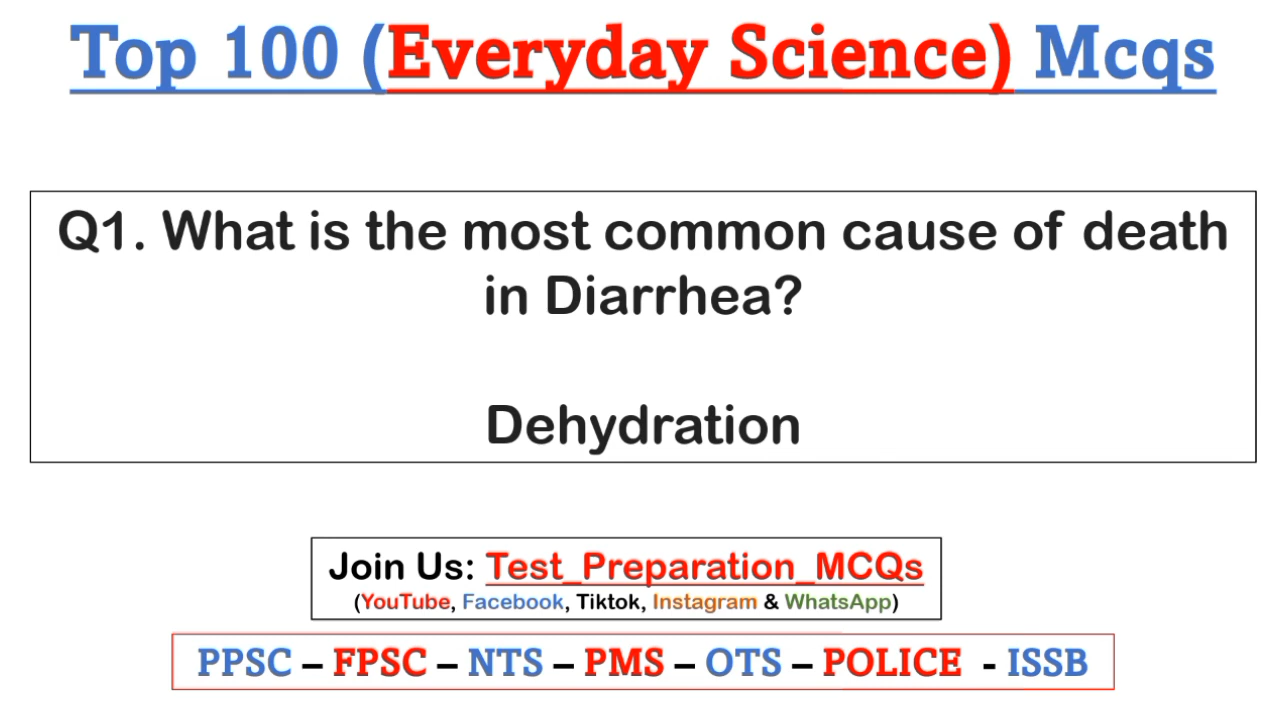 Top 100 (Everyday Science) Mcqs
Q1. What is the most common cause of death
in Diarrhea?
Dehydration
Join Us: Test_Preparation_MCQs
(YouTube, Facebook, Tiktok, Instagram & WhatsApp)
PPSC – FPSC – NTS – PMS – OTS – POLICE - ISSB